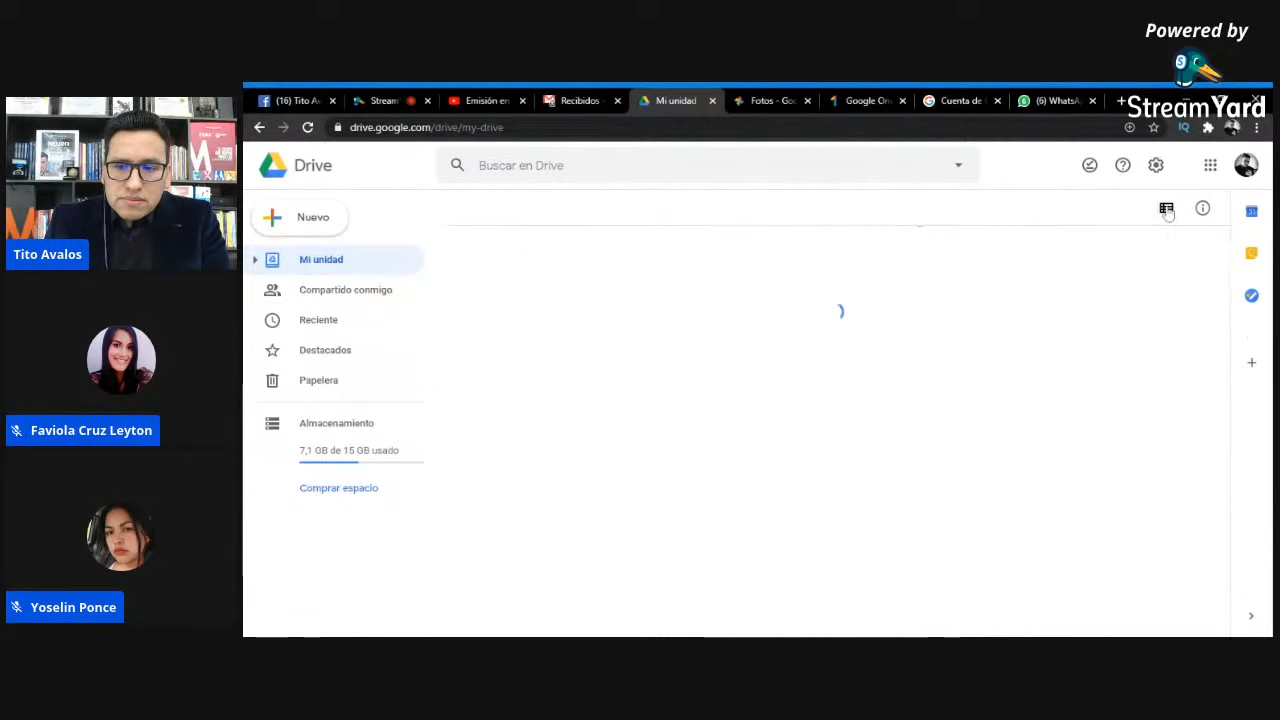 Powered by
StreamYard
(16) Tito A
Stream
Emisión en
Recibidos
Mi unidad
Fotos - Goo
Google On
Cuenta de
(6) WhatsA
drive.google.com/drive/my-drive
IQ
Drive
Buscar en Drive
Nuevo
Mi unidad
Compartido conmigo
Reciente
Destacados
Papelera
Almacenamiento
7,1 GB de 15 GB usado
Comprar espacio
Tito Avalos
Faviola Cruz Leyton
Yoselin Ponce